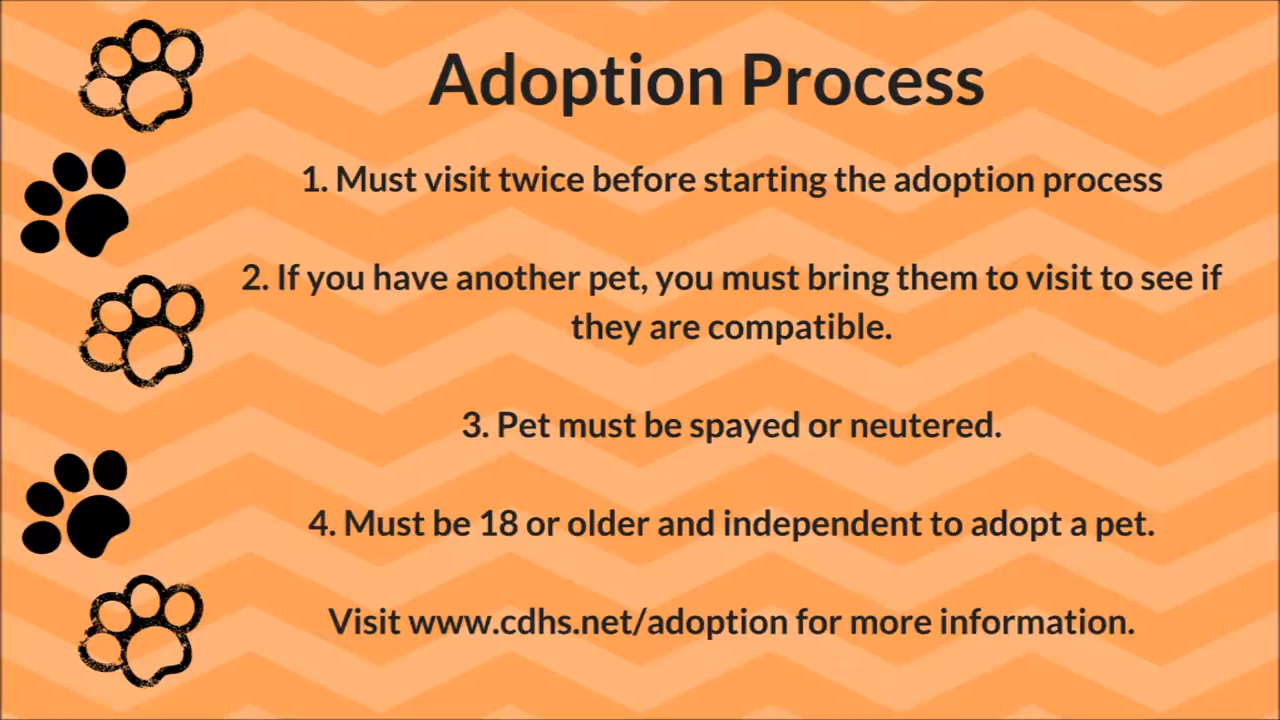 Adoption Process
1. Must visit twice before starting the adoption process
2. If you have another pet, you must bring them to visit to see if
they are compatible.
3. Pet must be spayed or neutered.
4. Must be 18 or older and independent to adopt a pet.
Visit www.cdhs.net/adoption for more information.